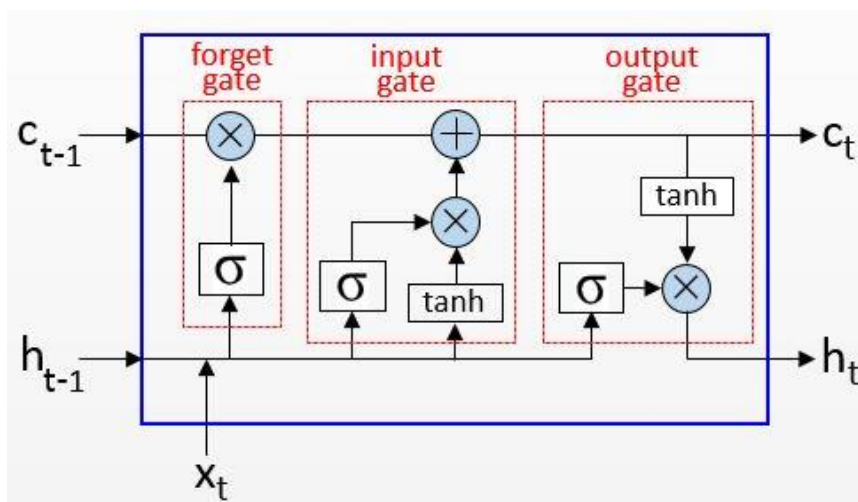 forget
gate
input
gate
output
gate
c t-1
×
+
c t
tanh
×
σ
σ
tanh
σ
×
h t-1
h t
x t